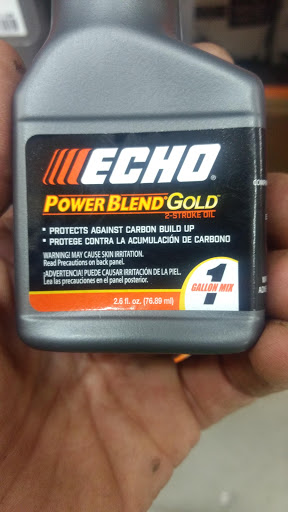 ECHO®
POWER BLEND® GOLD™
2-STROKE OIL
• PROTECTS AGAINST CARBON BUILD UP
• PROTEGE CONTRA LA ACUMULACIÓN DE CARBONO
WARNING! MAY CAUSE SKIN IRRITATION.
Read Precautions on back panel.
¡ADVERTENCIA! PUEDE CAUSAR IRRITACIÓN DE LA PIEL.
Lea las precauciones en el panel posterior.
2.6 fl. oz. (76.89 ml)
1
GALLON MIX